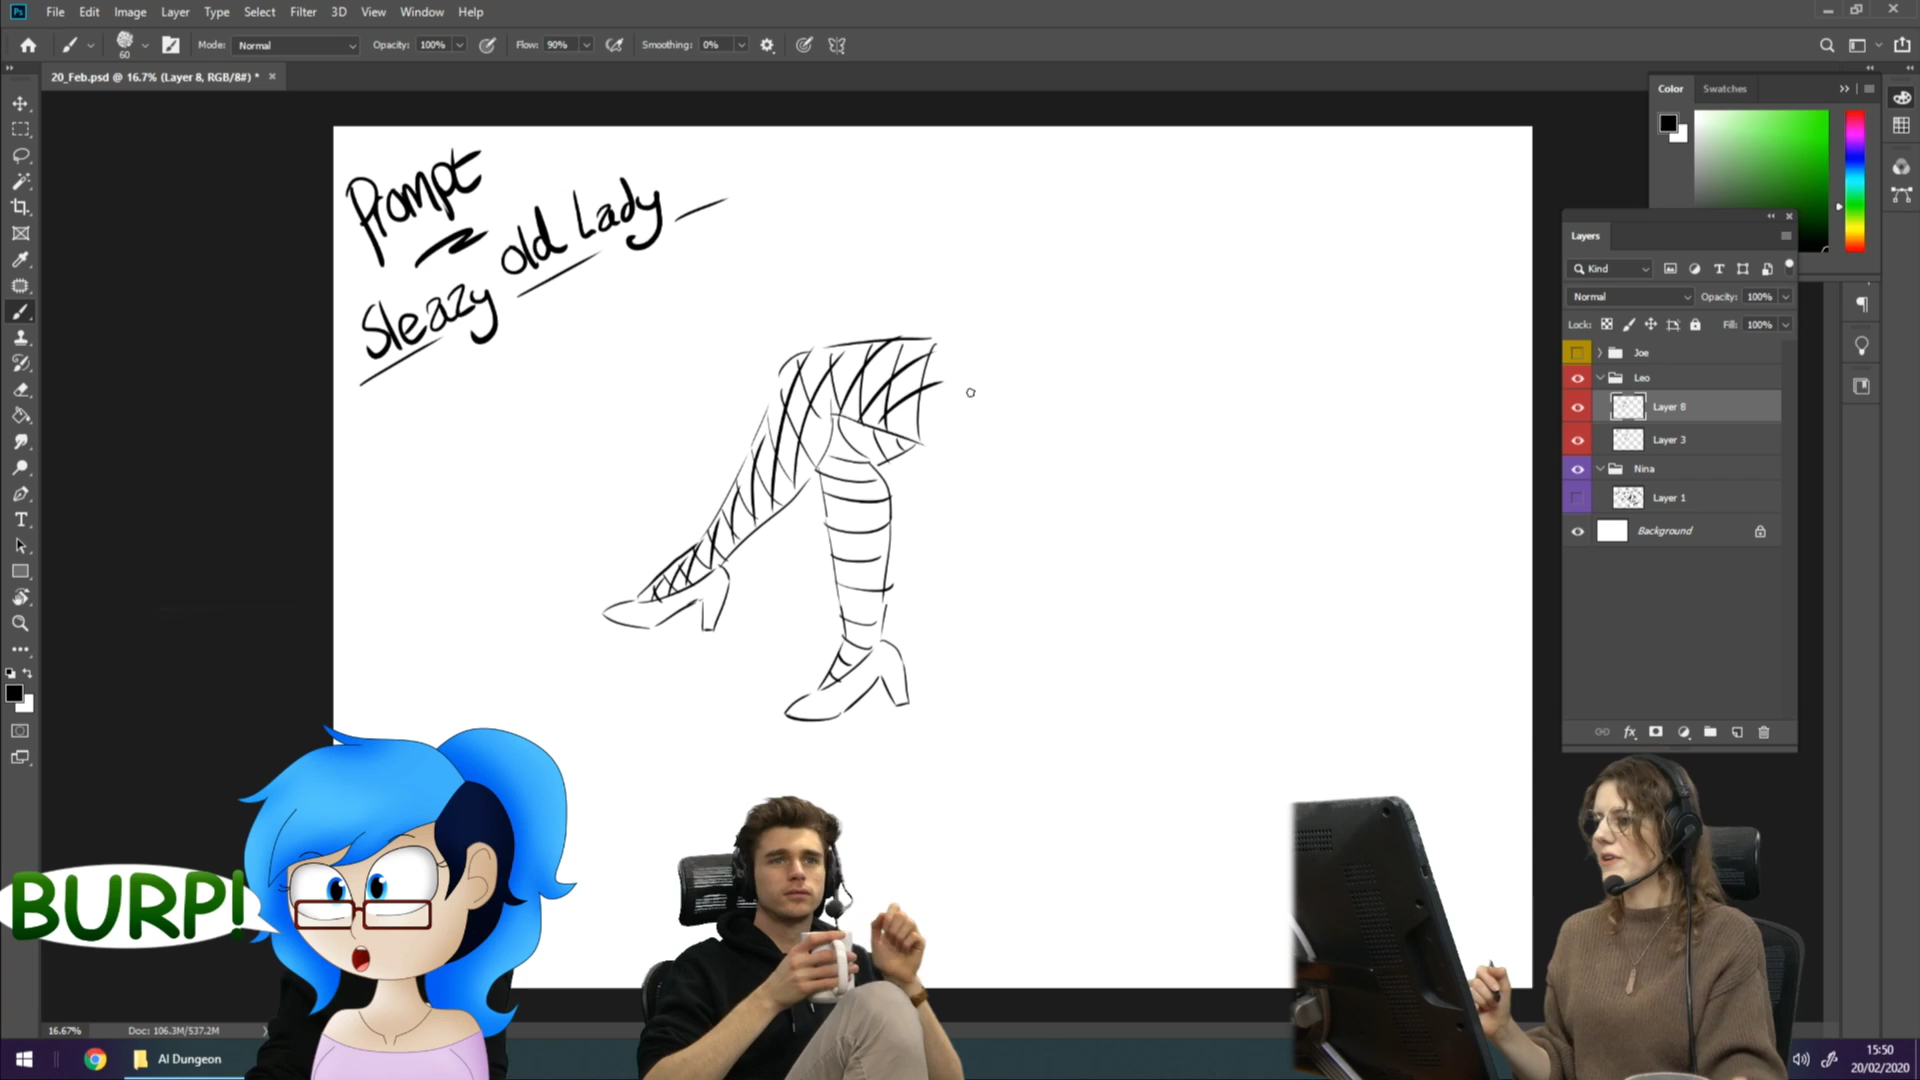 Ps File Edit Image Layer Type Select Filter 3D View Window Help
60 Mode: Normal Opacity: 100% Flow: 90% Smoothing: 0%
20_Feb.psd @ 16.7% (Layer 8, RGB/8#) *
Color Swatches
Prompt
Sleazy old Lady
Layers
Kind
Normal Opacity: 100%
Lock: Fill: 100%
Joe
Leo
Layer 8
Layer 3
Nina
Layer 1
Background
BURP!
16.67% Doc: 106.3M/537.2M
AI Dungeon
15:50
20/02/2020